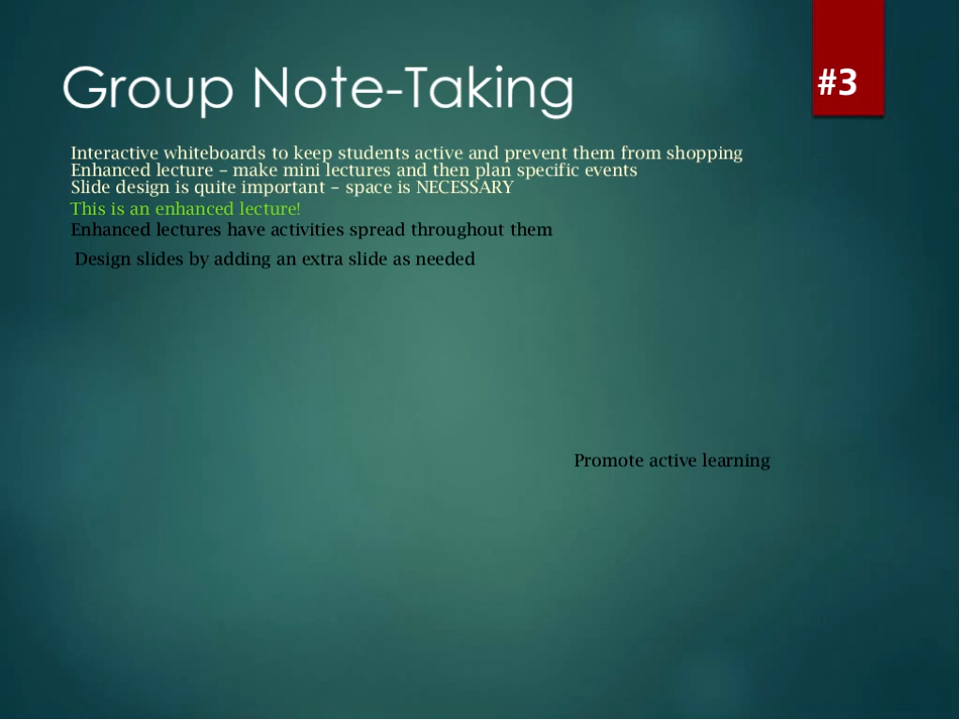 Group Note-Taking
#3
Interactive whiteboards to keep students active and prevent them from shopping
Enhanced lecture – make mini lectures and then plan specific events
Slide design is quite important – space is NECESSARY
This is an enhanced lecture!
Enhanced lectures have activities spread throughout them
Design slides by adding an extra slide as needed
Promote active learning